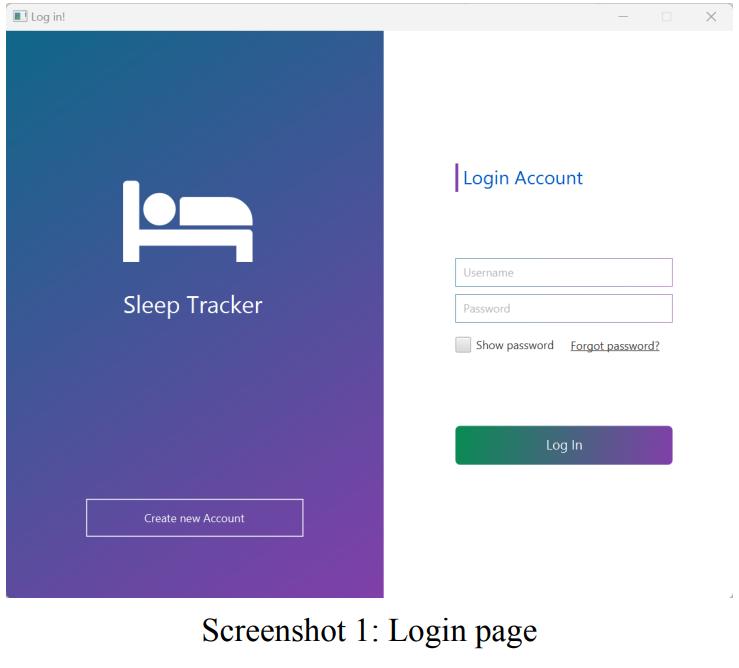 Log in!
Sleep Tracker
Create new Account
Login Account
Username
Password
Show password Forgot password?
Log In
Screenshot 1: Login page